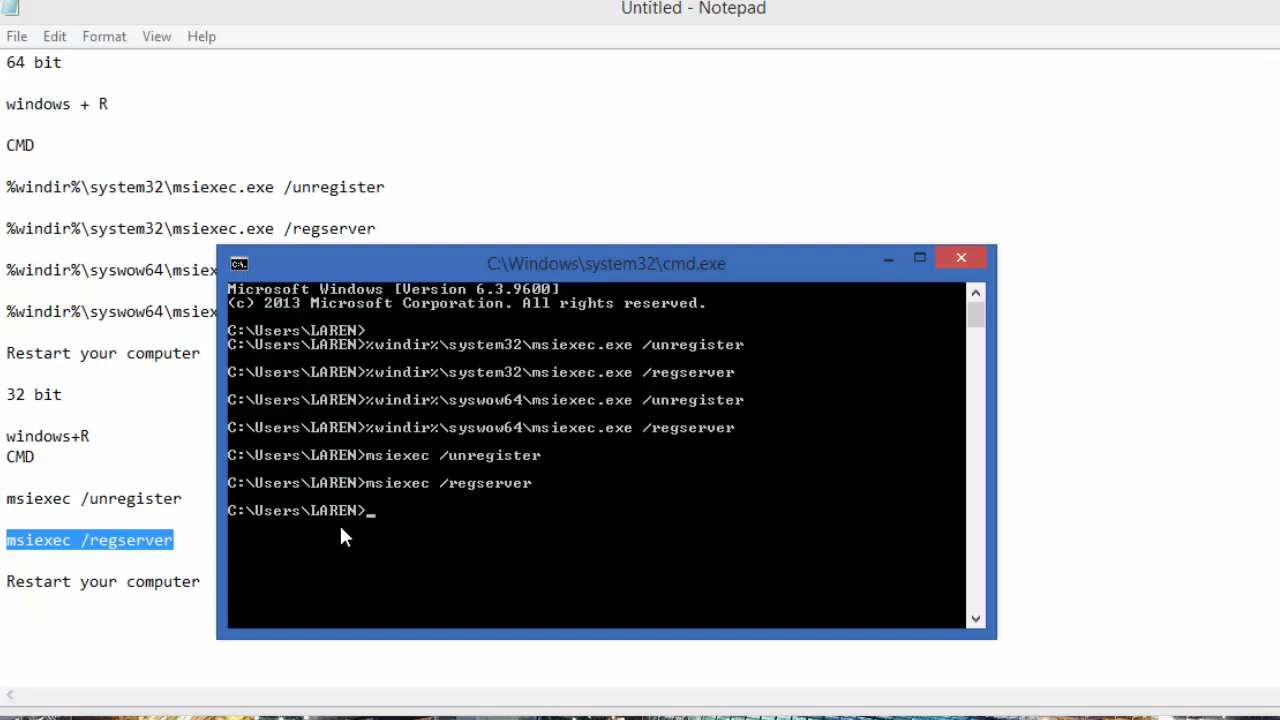 Untitled - Notepad
File Edit Format View Help
64 bit
windows + R
CMD
%windir%\system32\msiexec.exe /unregister
%windir%\system32\msiexec.exe /regserver
%syswow64\msiex
%windir%\syswow64\msiex
Restart your computer
32 bit
windows+R
CMD
msiexec /unregister
msiexec /regserver
Restart your computer
C:\Windows\system32\cmd.exe
Microsoft Windows [Version 6.3.9600]
(c) 2013 Microsoft Corporation. All rights reserved.
C:\Users\LAREN>
C:\Users\LAREN>%windir%\system32\msiexec.exe /unregister
C:\Users\LAREN>%windir%\system32\msiexec.exe /regserver
C:\Users\LAREN>%windir%\syswow64\msiexec.exe /unregister
C:\Users\LAREN>%windir%\syswow64\msiexec.exe /regserver
C:\Users\LAREN>msiexec /unregister
C:\Users\LAREN>msiexec /regserver
C:\Users\LAREN>_